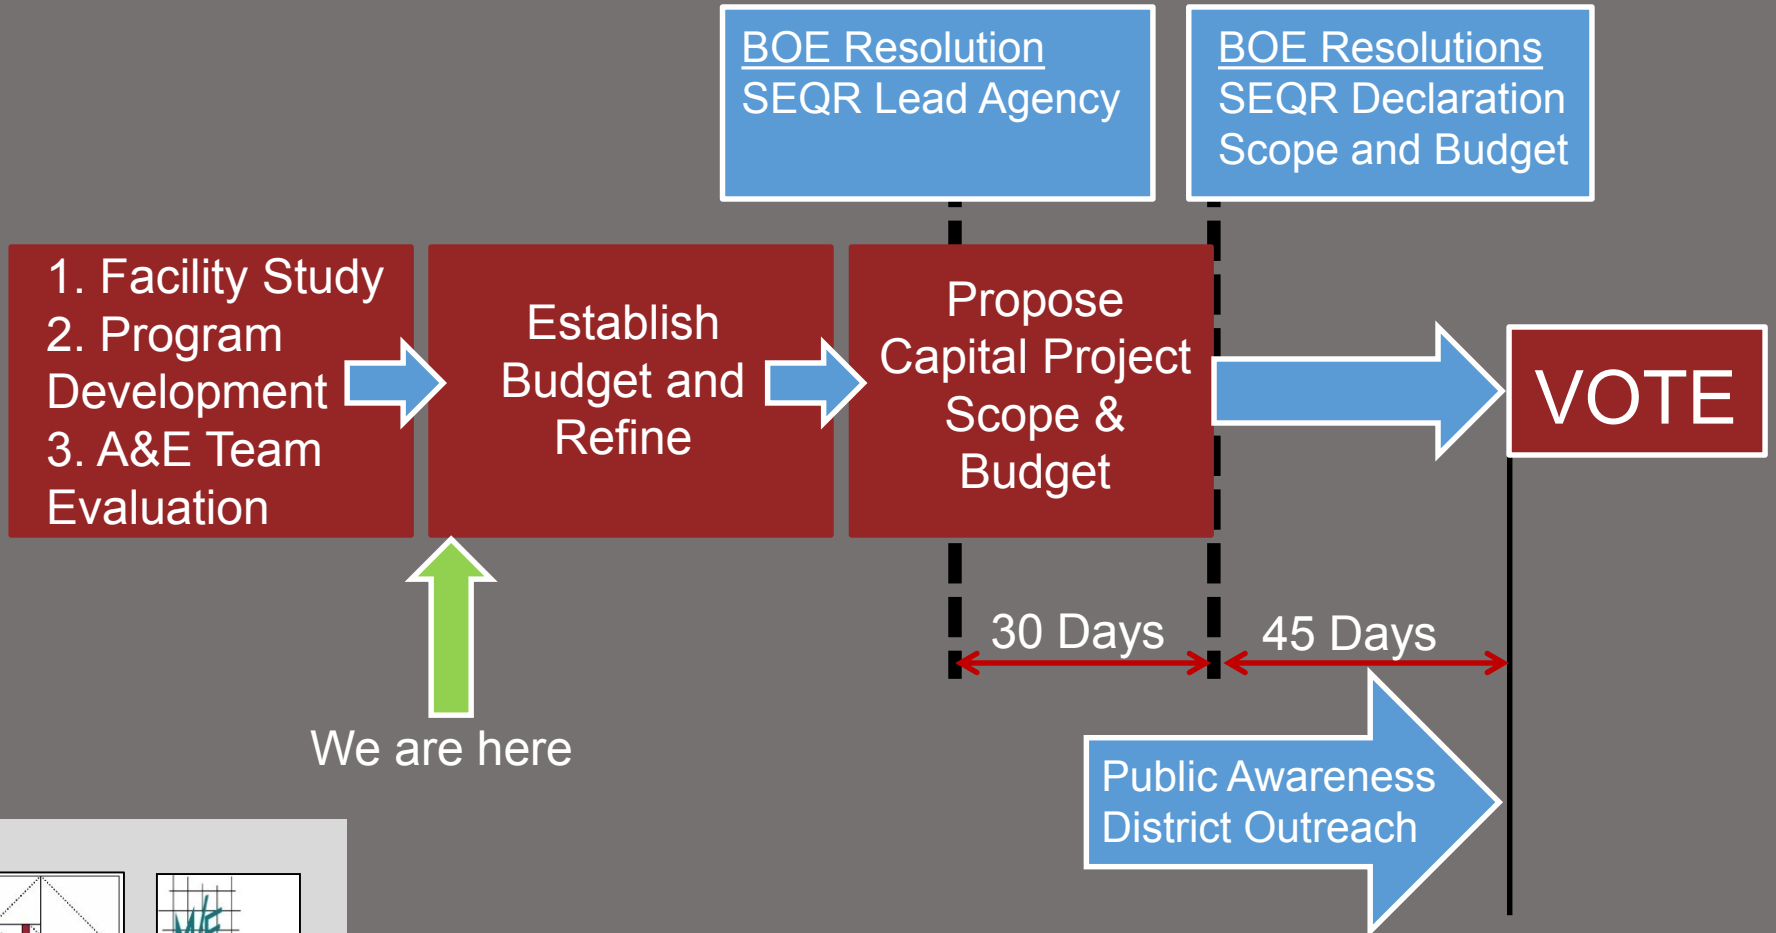 BOE Resolution
SEQR Lead Agency
BOE Resolutions
SEQR Declaration
Scope and Budget
1. Facility Study
2. Program
Development
3. A&E Team
Evaluation
Establish
Budget and
Refine
Propose
Capital Project
Scope &
Budget
VOTE
30 Days
45 Days
We are here
Public Awareness
District Outreach